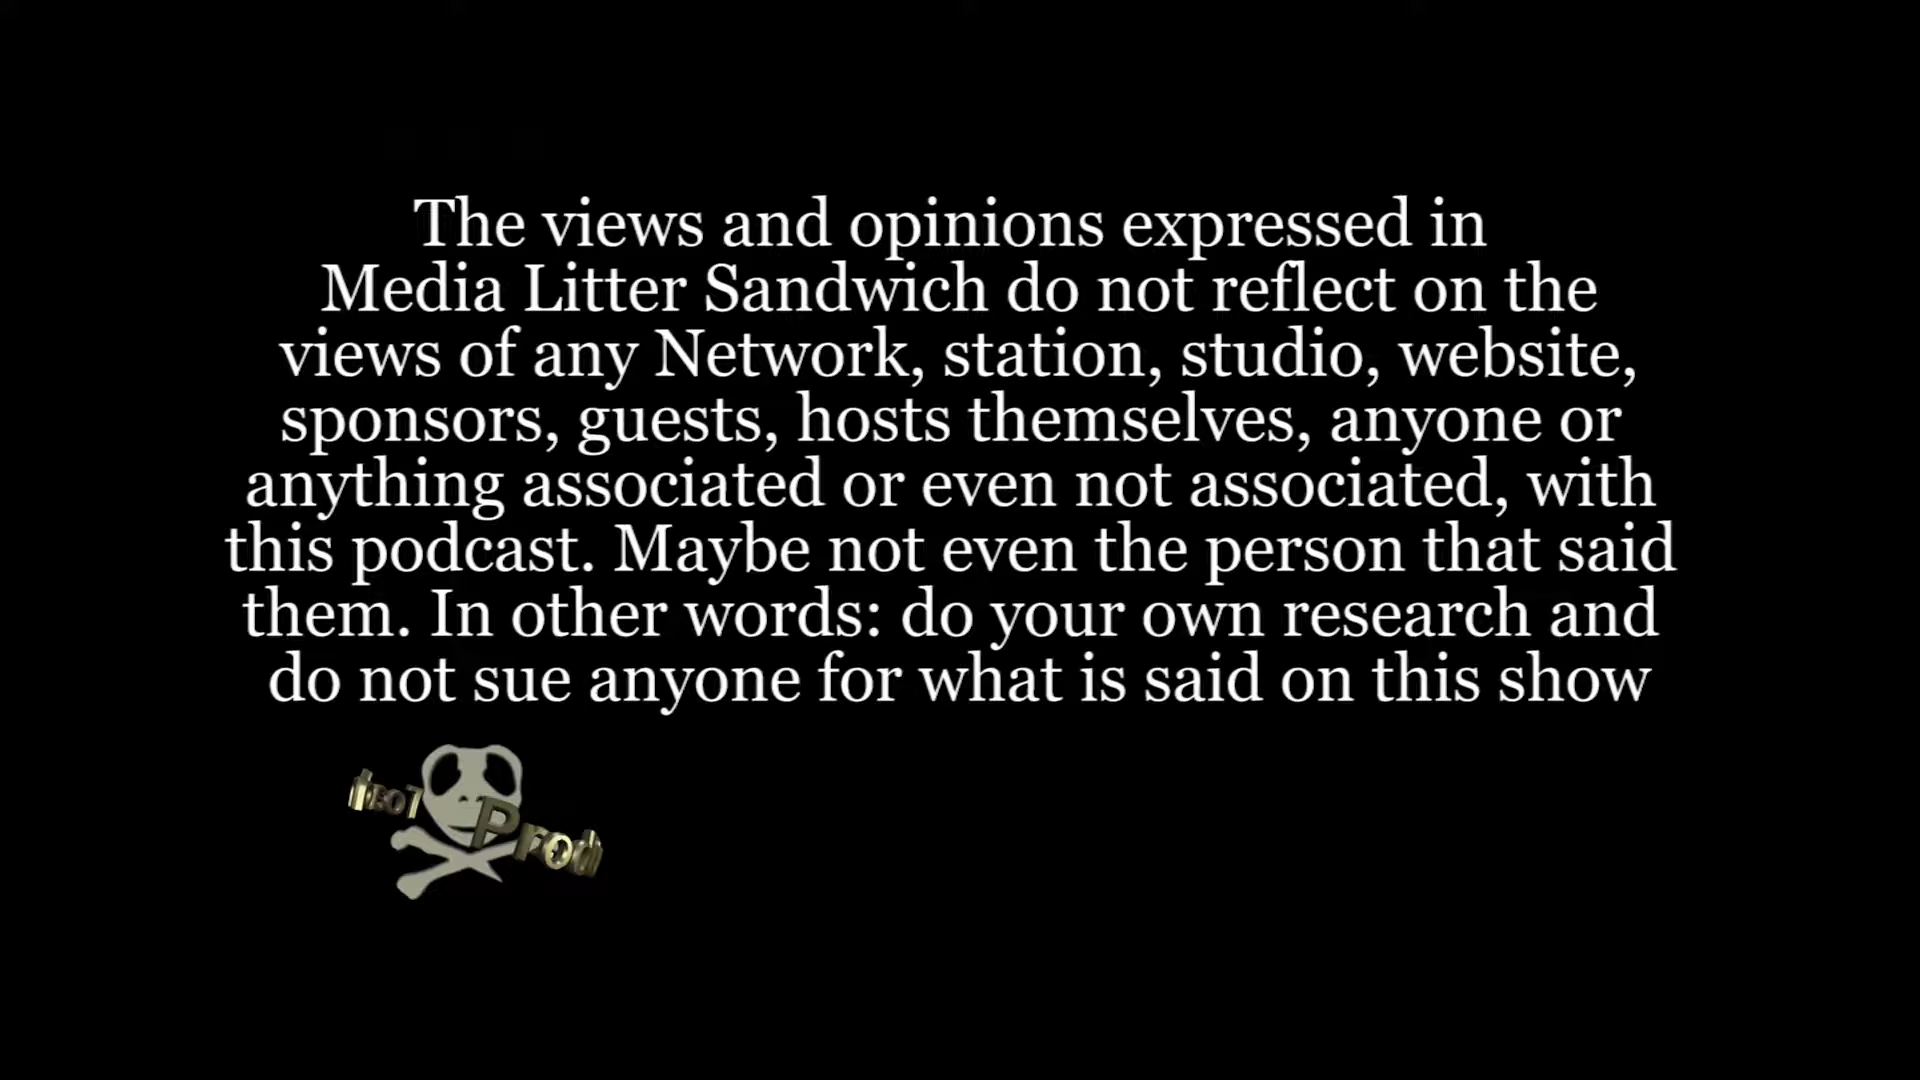 The views and opinions expressed in
Media Litter Sandwich do not reflect on the
views of any Network, station, studio, website,
sponsors, guests, hosts themselves, anyone or
anything associated or even not associated, with
this podcast. Maybe not even the person that said
them. In other words: do your own research and
do not sue anyone for what is said on this show
Prod